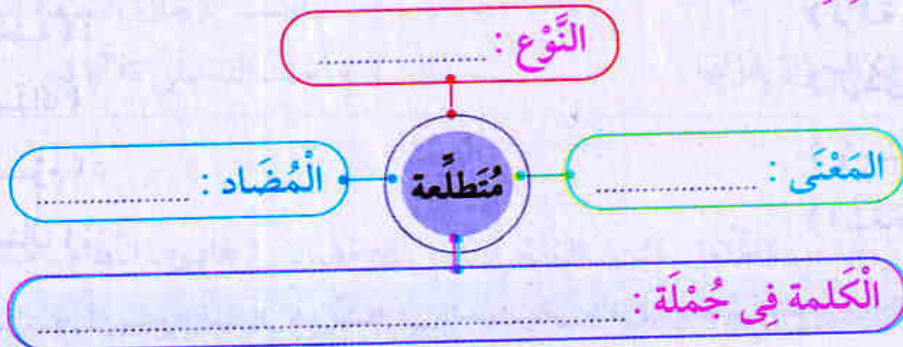 النَّوْع : ....................
المَعْنَى : ....................
مُتَطلِّعة
الْمُضَاد : ....................
الْكَلمة فِى جُمْلَة : ........................................................................